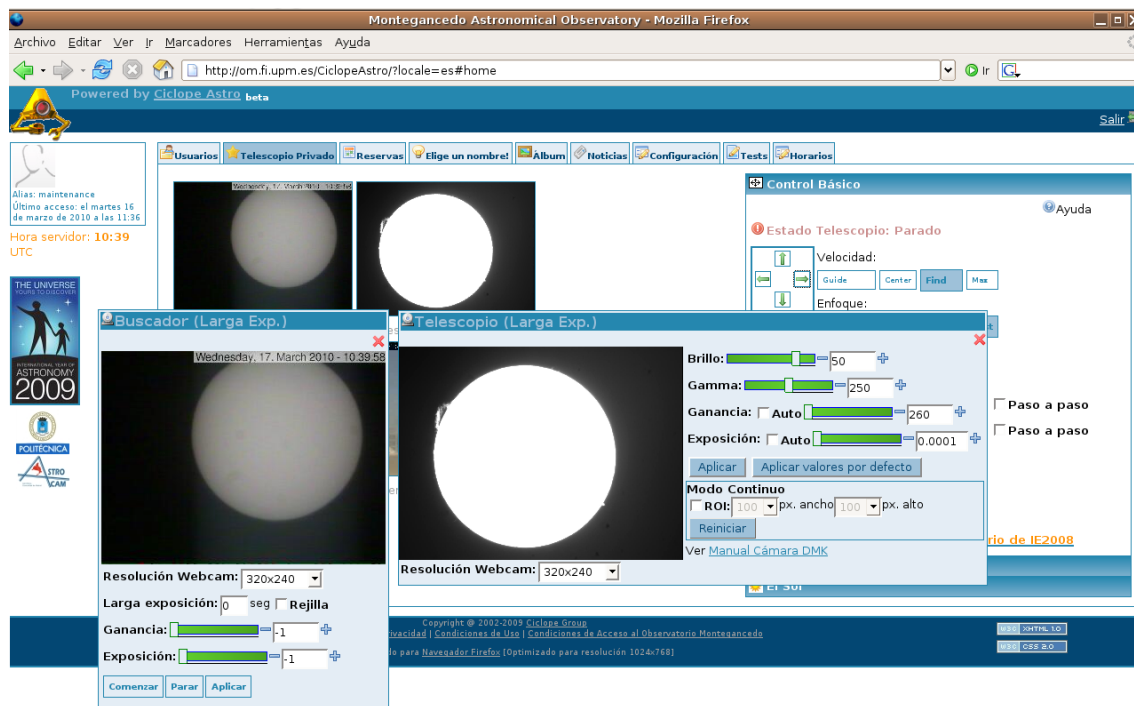 Montegancedo Astronomical Observatory - Mozilla Firefox
Archivo Editar Ver Ir Marcadores Herramientas Ayuda
http://om.fi.upm.es/CiclopeAstro/?locale=es#home
Ir
Powered by Ciclope Astro beta
Salir
Usuarios Telescopio Privado Reservas Elige un nombre! Álbum Noticias Configuración Tests Horarios
Alias: maintenance
Último acceso: el martes 16
de marzo de 2010 a las 11:36
Hora servidor: 10:39
UTC
THE UNIVERSE
YOURS TO DISCOVER
INTERNATIONAL YEAR OF
ASTRONOMY
2009
POLITÉCNICA
ASTRO
CAM
Control Básico
Ayuda
Estado Telescopio: Parado
Velocidad:
Guide Center Find Max
Enfoque:
Paso a paso
Paso a paso
rio de IE2008
El Sol
Buscador (Larga Exp.)
Wednesday, 17. March 2010 - 10.39.58
Resolución Webcam: 320x240
Larga exposición: 0 seg Rejilla
Ganancia: -1
Exposición: -1
Comenzar Parar Aplicar
Telescopio (Larga Exp.)
Brillo: 50
Gamma: 250
Ganancia: Auto 260
Exposición: Auto 0.0001
Aplicar Aplicar valores por defecto
Modo Continuo
ROI: 100 px. ancho 100 px. alto
Reiniciar
Ver Manual Cámara DMK
Resolución Webcam: 320x240
Copyright @ 2002-2009 Ciclope Group
ivacidad | Condiciones de Uso | Condiciones de Acceso al Observatorio Montegancedo
do para Navegador Firefox [Optimizado para resolución 1024x768]
W3C XHTML 1.0
W3C CSS 2.0